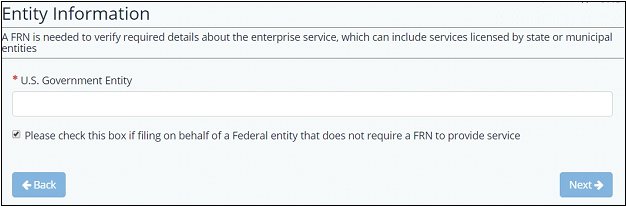 Entity Information
A FRN is needed to verify required details about the enterprise service, which can include services licensed by state or municipal
entities
* U.S. Government Entity
Please check this box if filing on behalf of a Federal entity that does not require a FRN to provide service
← Back
Next →